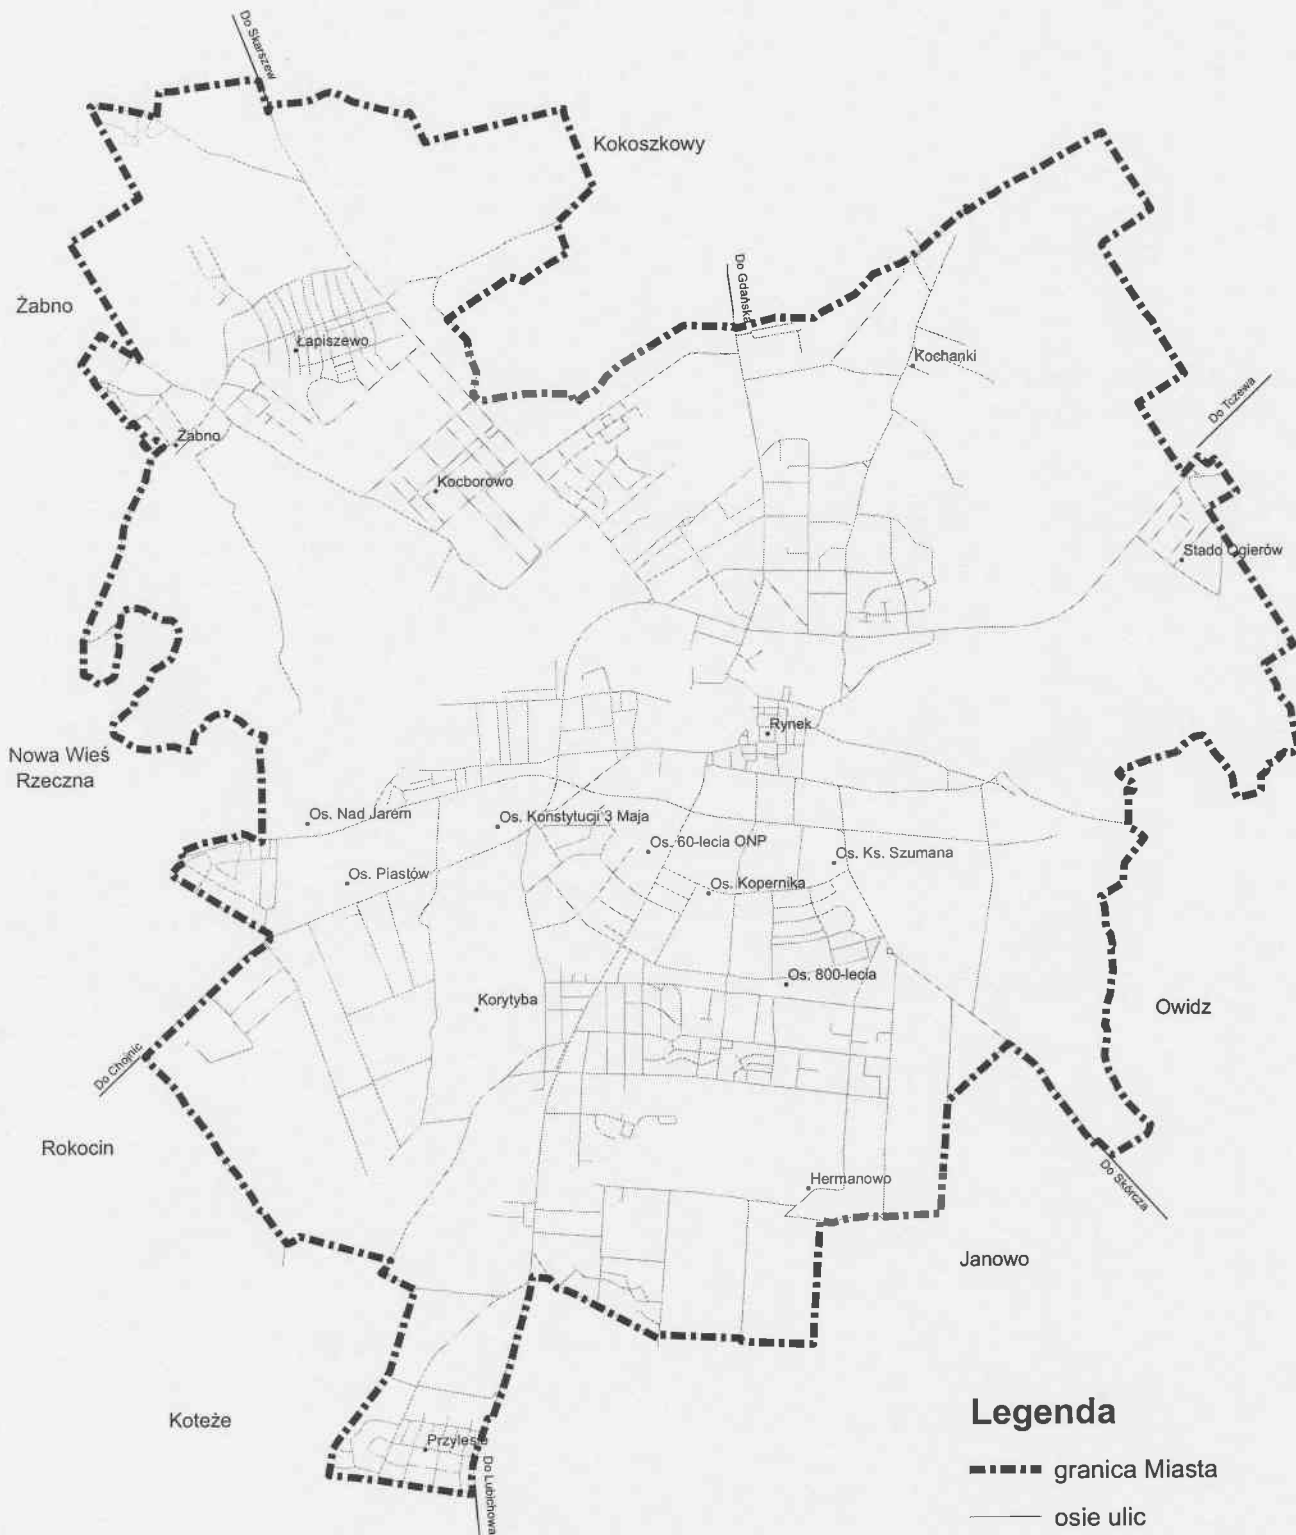 Do Skarszew
Kokoszkowy
Do Gdańska
Żabno
Łapiszewo
Kochanki
Do Tczewa
Żabno
Kocborowo
Stado Ogierów
Rynek
Nowa Wieś
Rzeczna
Os. Nad Jarem
Os. Konstytucji 3 Maja
Os. 60-lecia ONP
Os. Ks. Szumana
Os. Piastów
Os. Kopernika
Os. 800-lecia
Korytyba
Owidz
Do Chojnic
Rokocin
Hermanowo
Do Skórcza
Janowo
Koteże
Przylesie
Do Lubichowa
Legenda
granica Miasta
osie ulic